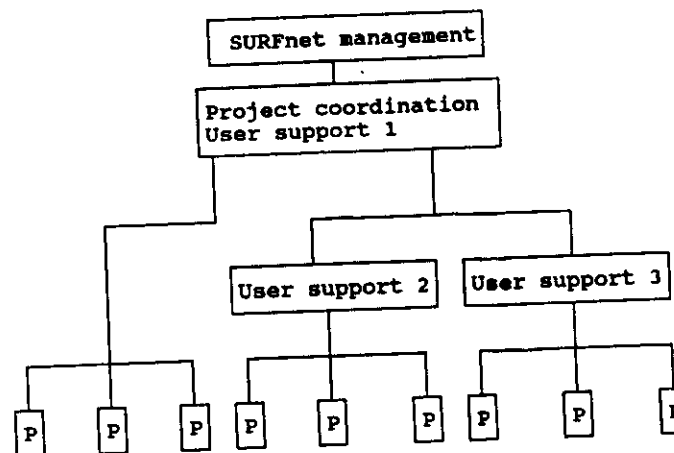 SURFnet management
Project coordination
User support 1
User support 2 User support 3
P P P P P P P P